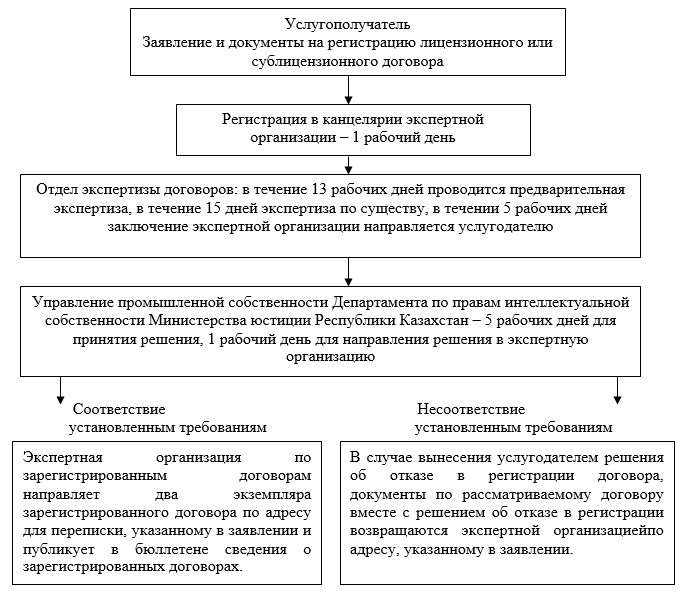 Услугополучатель
Заявление и документы на регистрацию лицензионного или
сублицензионного договора
Регистрация в канцелярии экспертной
организации – 1 рабочий день
Отдел экспертизы договоров: в течение 13 рабочих дней проводится предварительная
экспертиза, в течение 15 дней экспертиза по существу, в течении 5 рабочих дней
заключение экспертной организации направляется услугодателю
Управление промышленной собственности Департамента по правам интеллектуальной
собственности Министерства юстиции Республики Казахстан – 5 рабочих дней для
принятия решения, 1 рабочий день для направления решения в экспертную
организацию
Соответствие
установленным требованиям
Экспертная организация по
зарегистрированным договорам
направляет два экземпляра
зарегистрированного договора по адресу
для переписки, указанному в заявлении и
публикует в бюллетене сведения о
зарегистрированных договорах.
Несоответствие
установленным требованиям
В случае вынесения услугодателем решения
об отказе в регистрации договора,
документы по рассматриваемому договору
вместе с решением об отказе в регистрации
возвращаются экспертной организациейпо
адресу, указанному в заявлении.